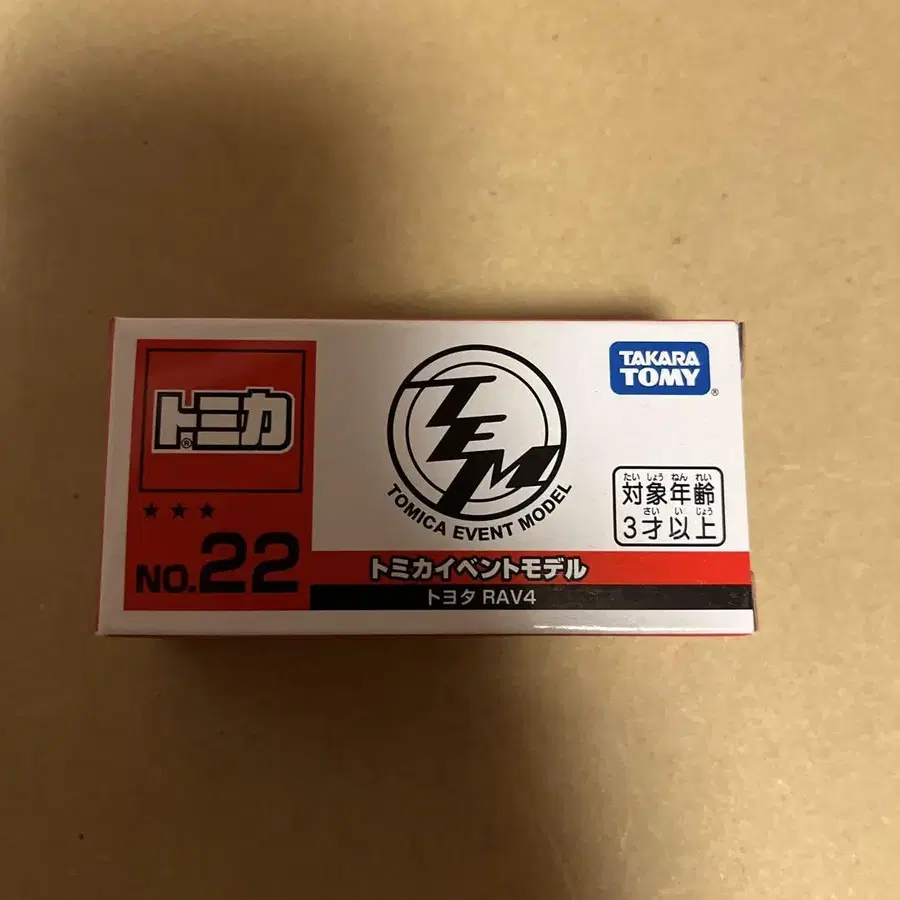 トミカ®
★★★
NO.22
TEM
TOMICA EVENT MODEL
トミカイベントモデル
トヨタ RAV4
TAKARA
TOMY®
たい しょう ねん れい
対象年齢
さい い じょう
3才以上